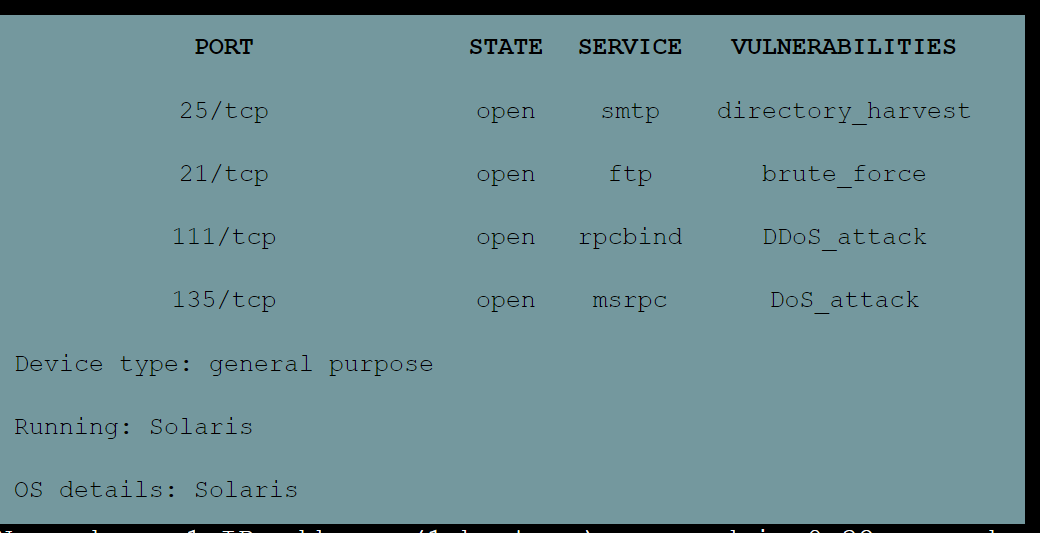 PORT STATE SERVICE VULNERABILITIES
25/tcp open smtp directory_harvest
21/tcp open ftp brute_force
111/tcp open rpcbind DDoS_attack
135/tcp open msrpc DoS_attack
Device type: general purpose
Running: Solaris
OS details: Solaris